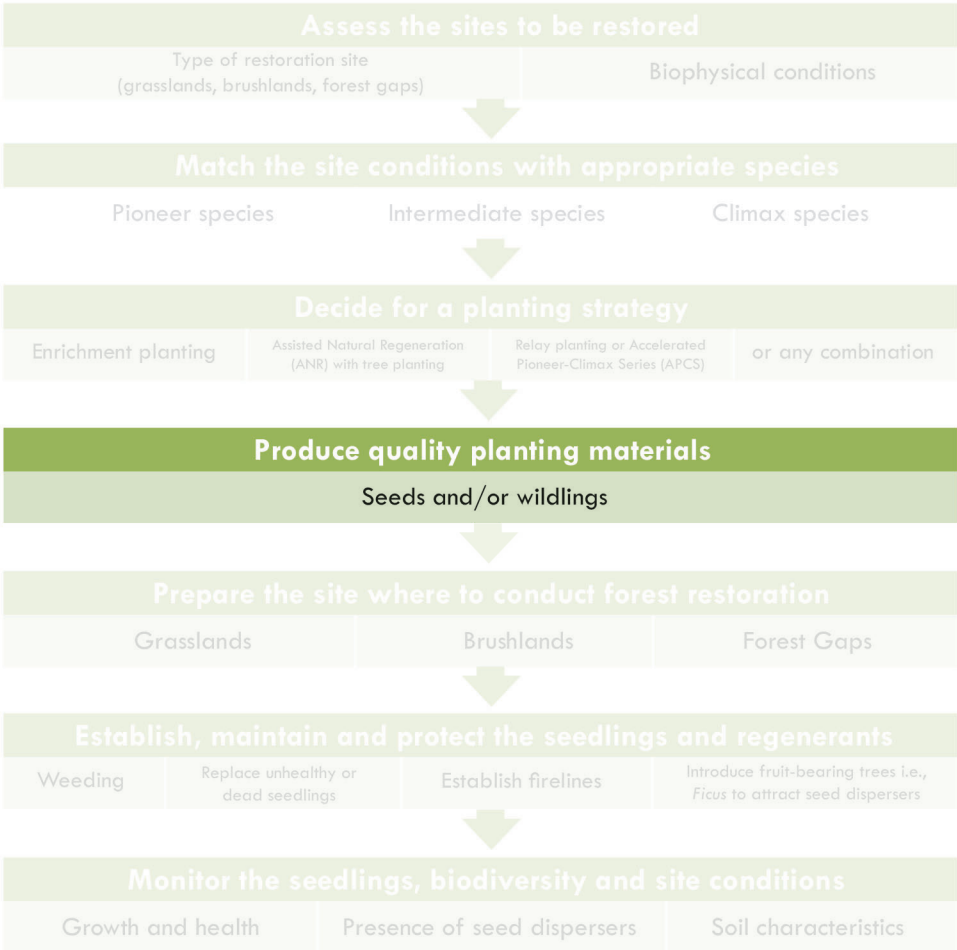 Assess the sites to be restored
Type of restoration site
(grasslands, brushlands, forest gaps)
Biophysical conditions
Match the site conditions with appropriate species
Pioneer species
Intermediate species
Climax species
Decide for a planting strategy
Enrichment planting
Assisted Natural Regeneration
(ANR) with tree planting
Relay planting or Accelerated
Pioneer-Climax Series (APCS)
or any combination
Produce quality planting materials
Seeds and/or wildlings
Prepare the site where to conduct forest restoration
Grasslands
Brushlands
Forest Gaps
Establish, maintain and protect the seedlings and regenerants
Weeding
Replace unhealthy or
dead seedlings
Establish firelines
Introduce fruit-bearing trees i.e.,
Ficus to attract seed dispersers
Monitor the seedlings, biodiversity and site conditions
Growth and health
Presence of seed dispersers
Soil characteristics